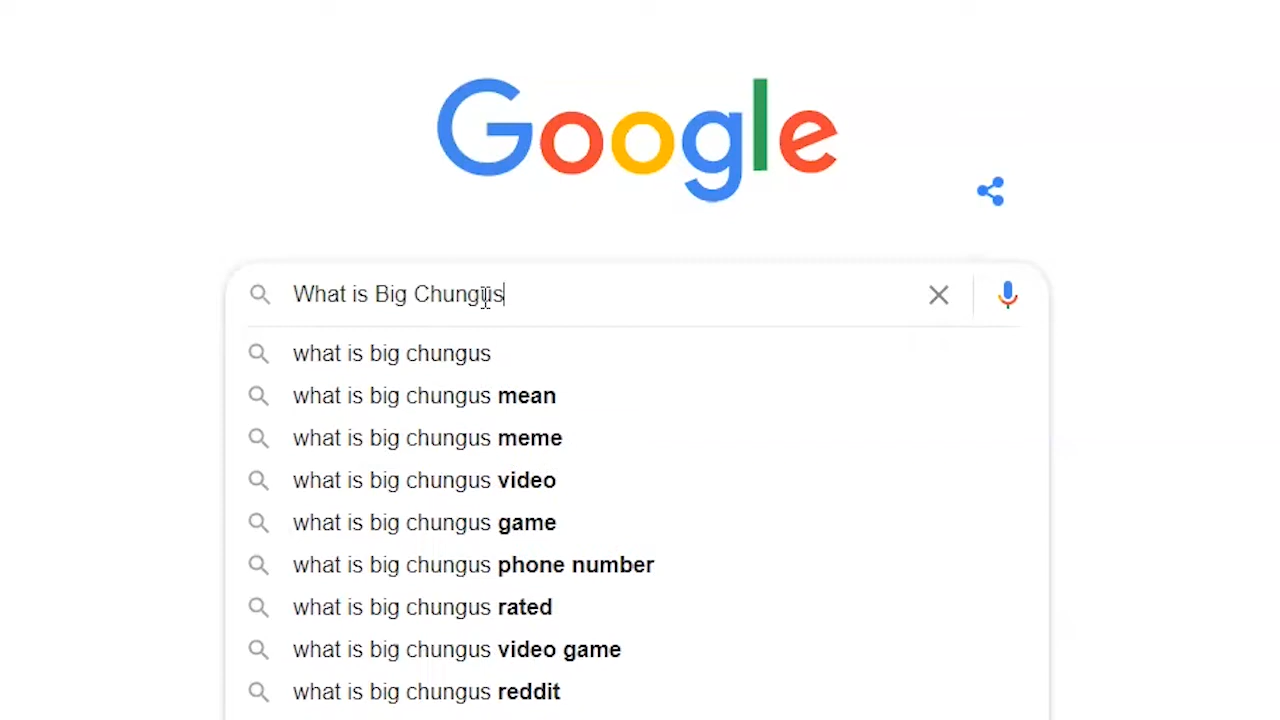 Google
What is Big Chungus
what is big chungus
what is big chungus mean
what is big chungus meme
what is big chungus video
what is big chungus game
what is big chungus phone number
what is big chungus rated
what is big chungus video game
what is big chungus reddit